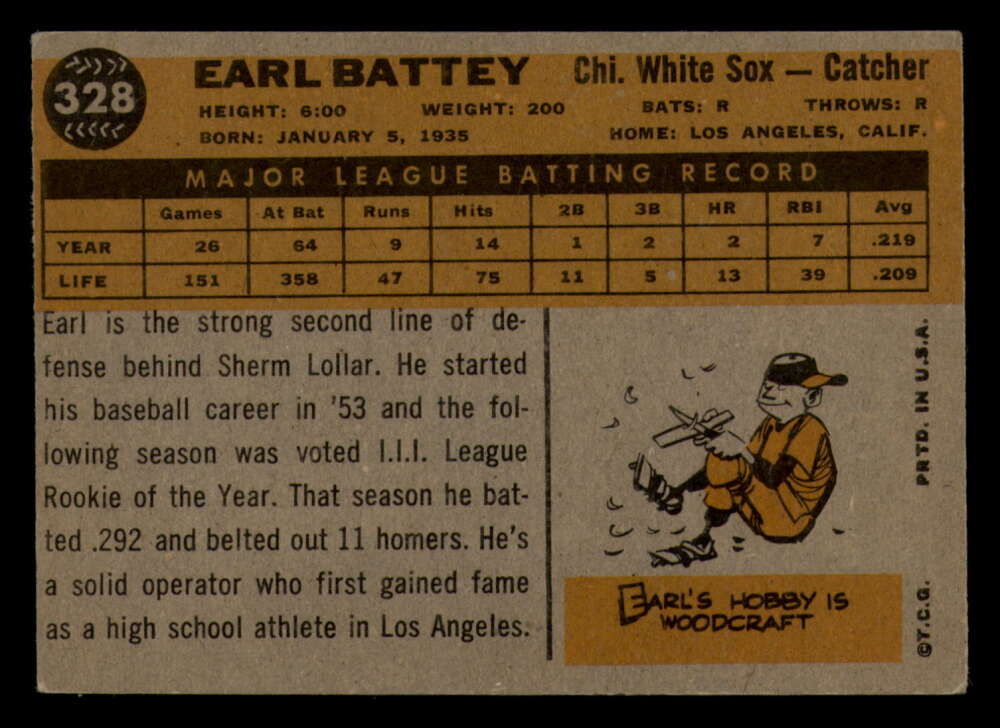 328
EARL BATTEY Chi. White Sox — Catcher
HEIGHT: 6:00 WEIGHT: 200 BATS: R THROWS: R
BORN: JANUARY 5, 1935 HOME: LOS ANGELES, CALIF.
MAJOR LEAGUE BATTING RECORD
Games At Bat Runs Hits 2B 3B HR RBI Avg
YEAR 26 64 9 14 1 2 2 7 .219
LIFE 151 358 47 75 11 5 13 39 .209
Earl is the strong second line of de-
fense behind Sherm Lollar. He started
his baseball career in '53 and the fol-
lowing season was voted I.I.I. League
Rookie of the Year. That season he bat-
ted .292 and belted out 11 homers. He's
a solid operator who first gained fame
as a high school athlete in Los Angeles.
EARL'S HOBBY IS
WOODCRAFT
©T.C.G. PRTD. IN U.S.A.